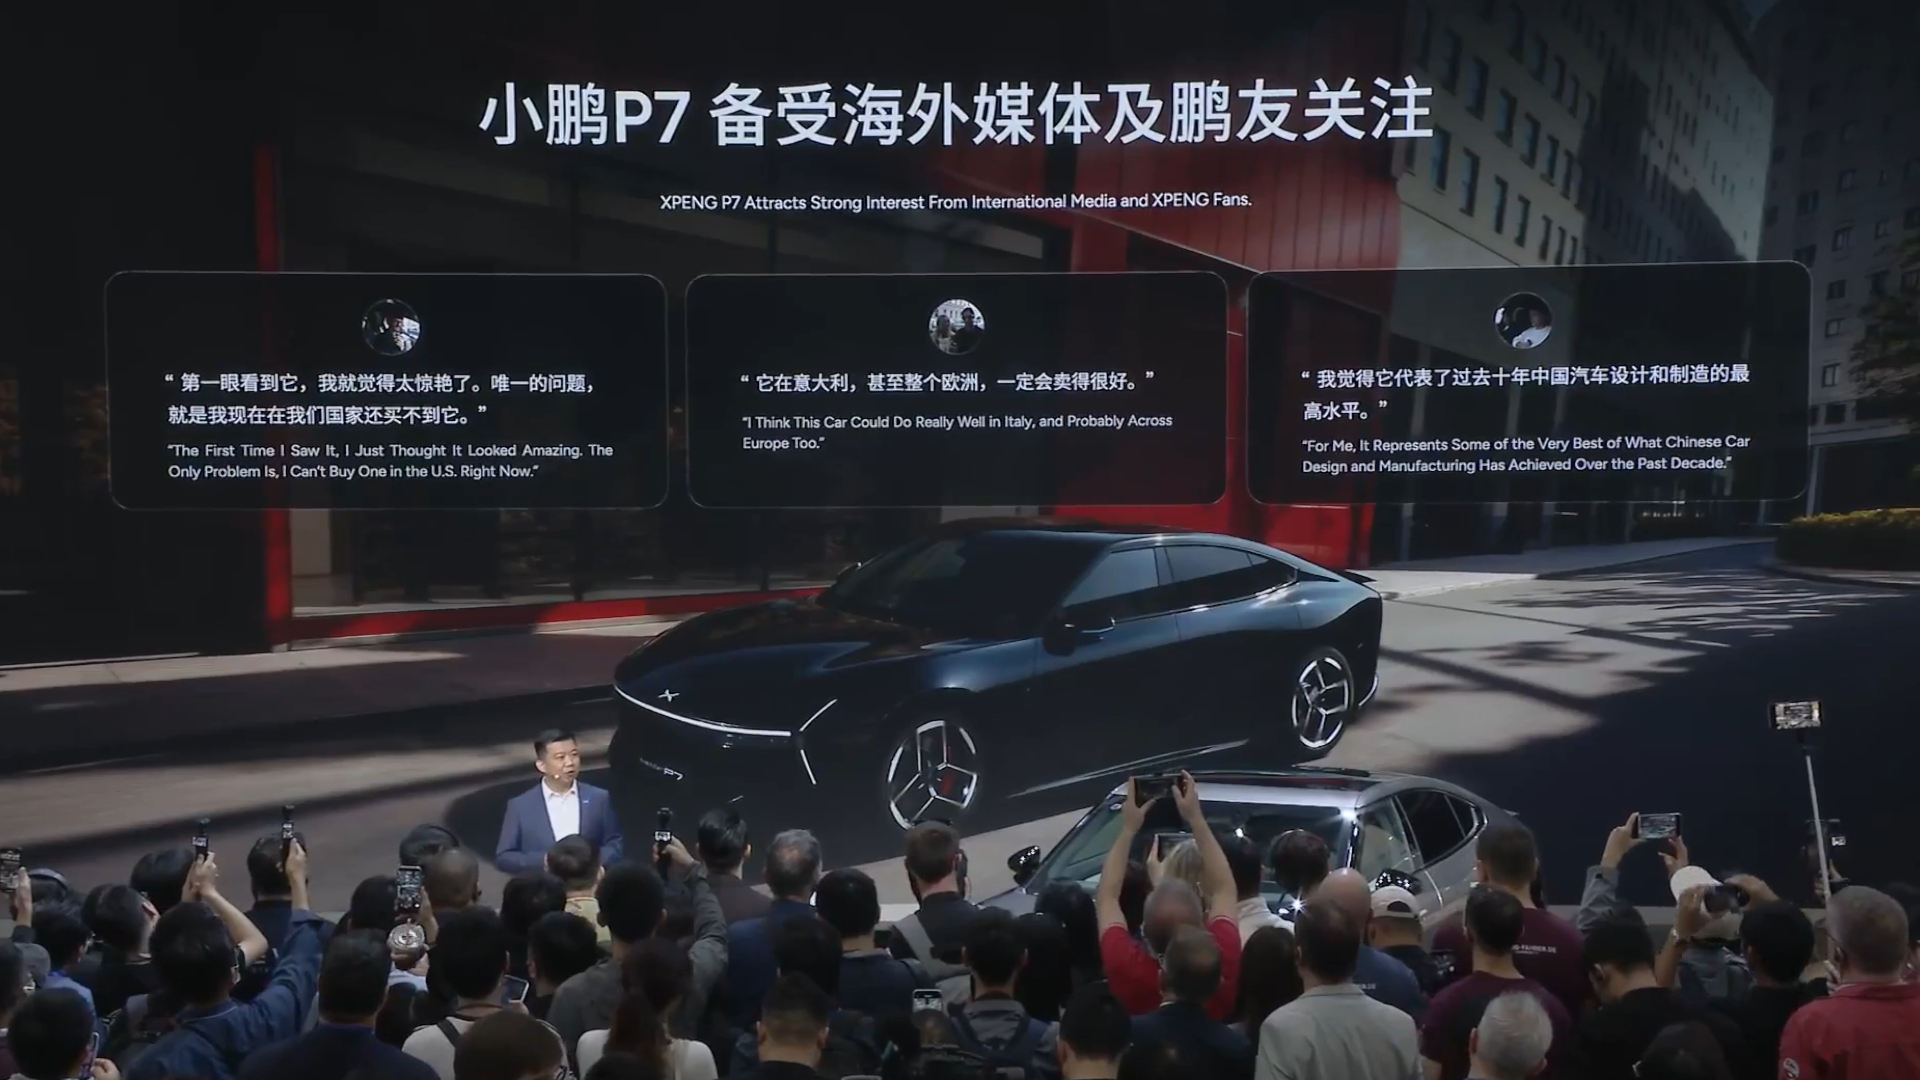 小鹏P7 备受海外媒体及鹏友关注
XPENG P7 Attracts Strong Interest From International Media and XPENG Fans.
“ 第一眼看到它，我就觉得太惊艳了。唯一的问题，
就是我现在在我们国家还买不到它。”
“The First Time I Saw It, I Just Thought It Looked Amazing. The
Only Problem Is, I Can’t Buy One in the U.S. Right Now.“
“ 它在意大利，甚至整个欧洲，一定会卖得很好。”
“I Think This Car Could Do Really Well in Italy, and Probably Across
Europe Too.”
“ 我觉得它代表了过去十年中国汽车设计和制造的最
高水平。”
“For Me, It Represents Some of the Very Best of What Chinese Car
Design and Manufacturing Has Achieved Over the Past Decade.”
P7